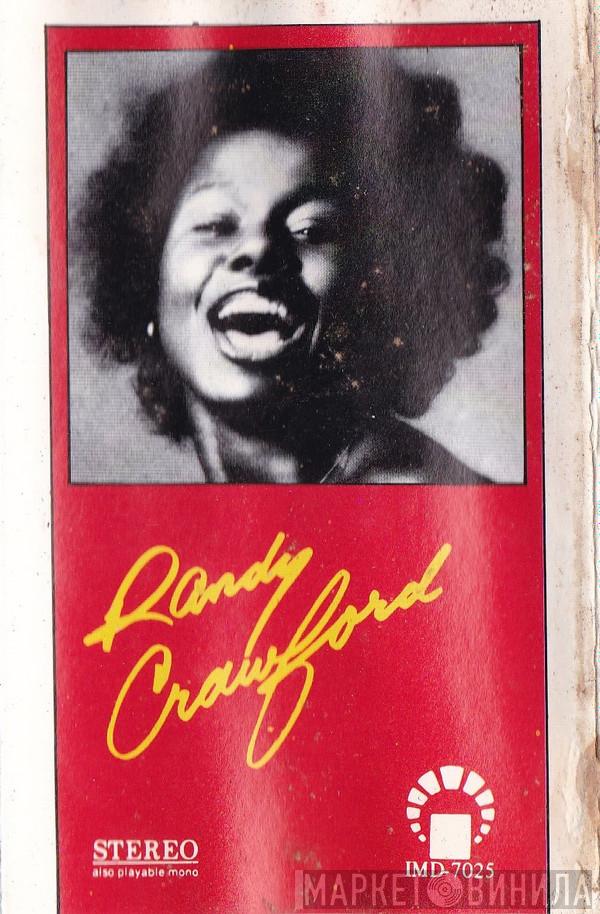 Randy
Crawford
STEREO
also playable mono
IMD-7025
МАРКЕТ ВИНИЛА